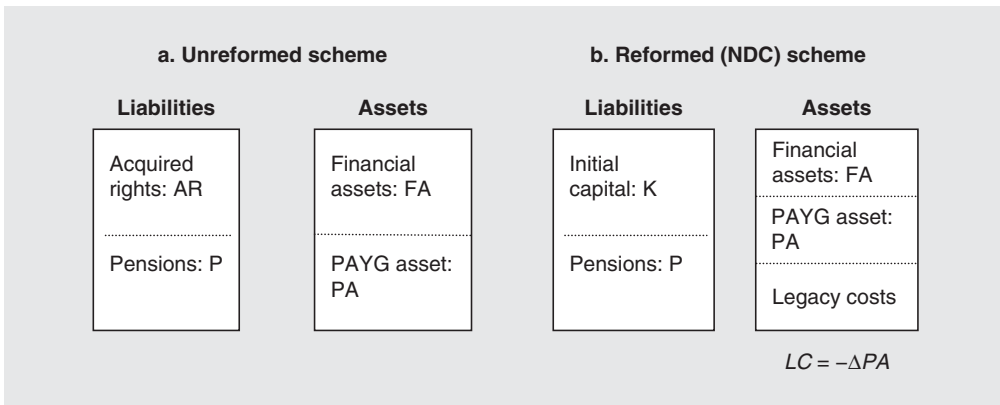 a. Unreformed scheme
Liabilities
Assets
Acquired
rights: AR
Pensions: P
Financial
assets: FA
PAYG asset:
PA
b. Reformed (NDC) scheme
Liabilities
Assets
Initial
capital: K
Pensions: P
Financial
assets: FA
PAYG asset:
PA
Legacy costs
LC = –ΔPA